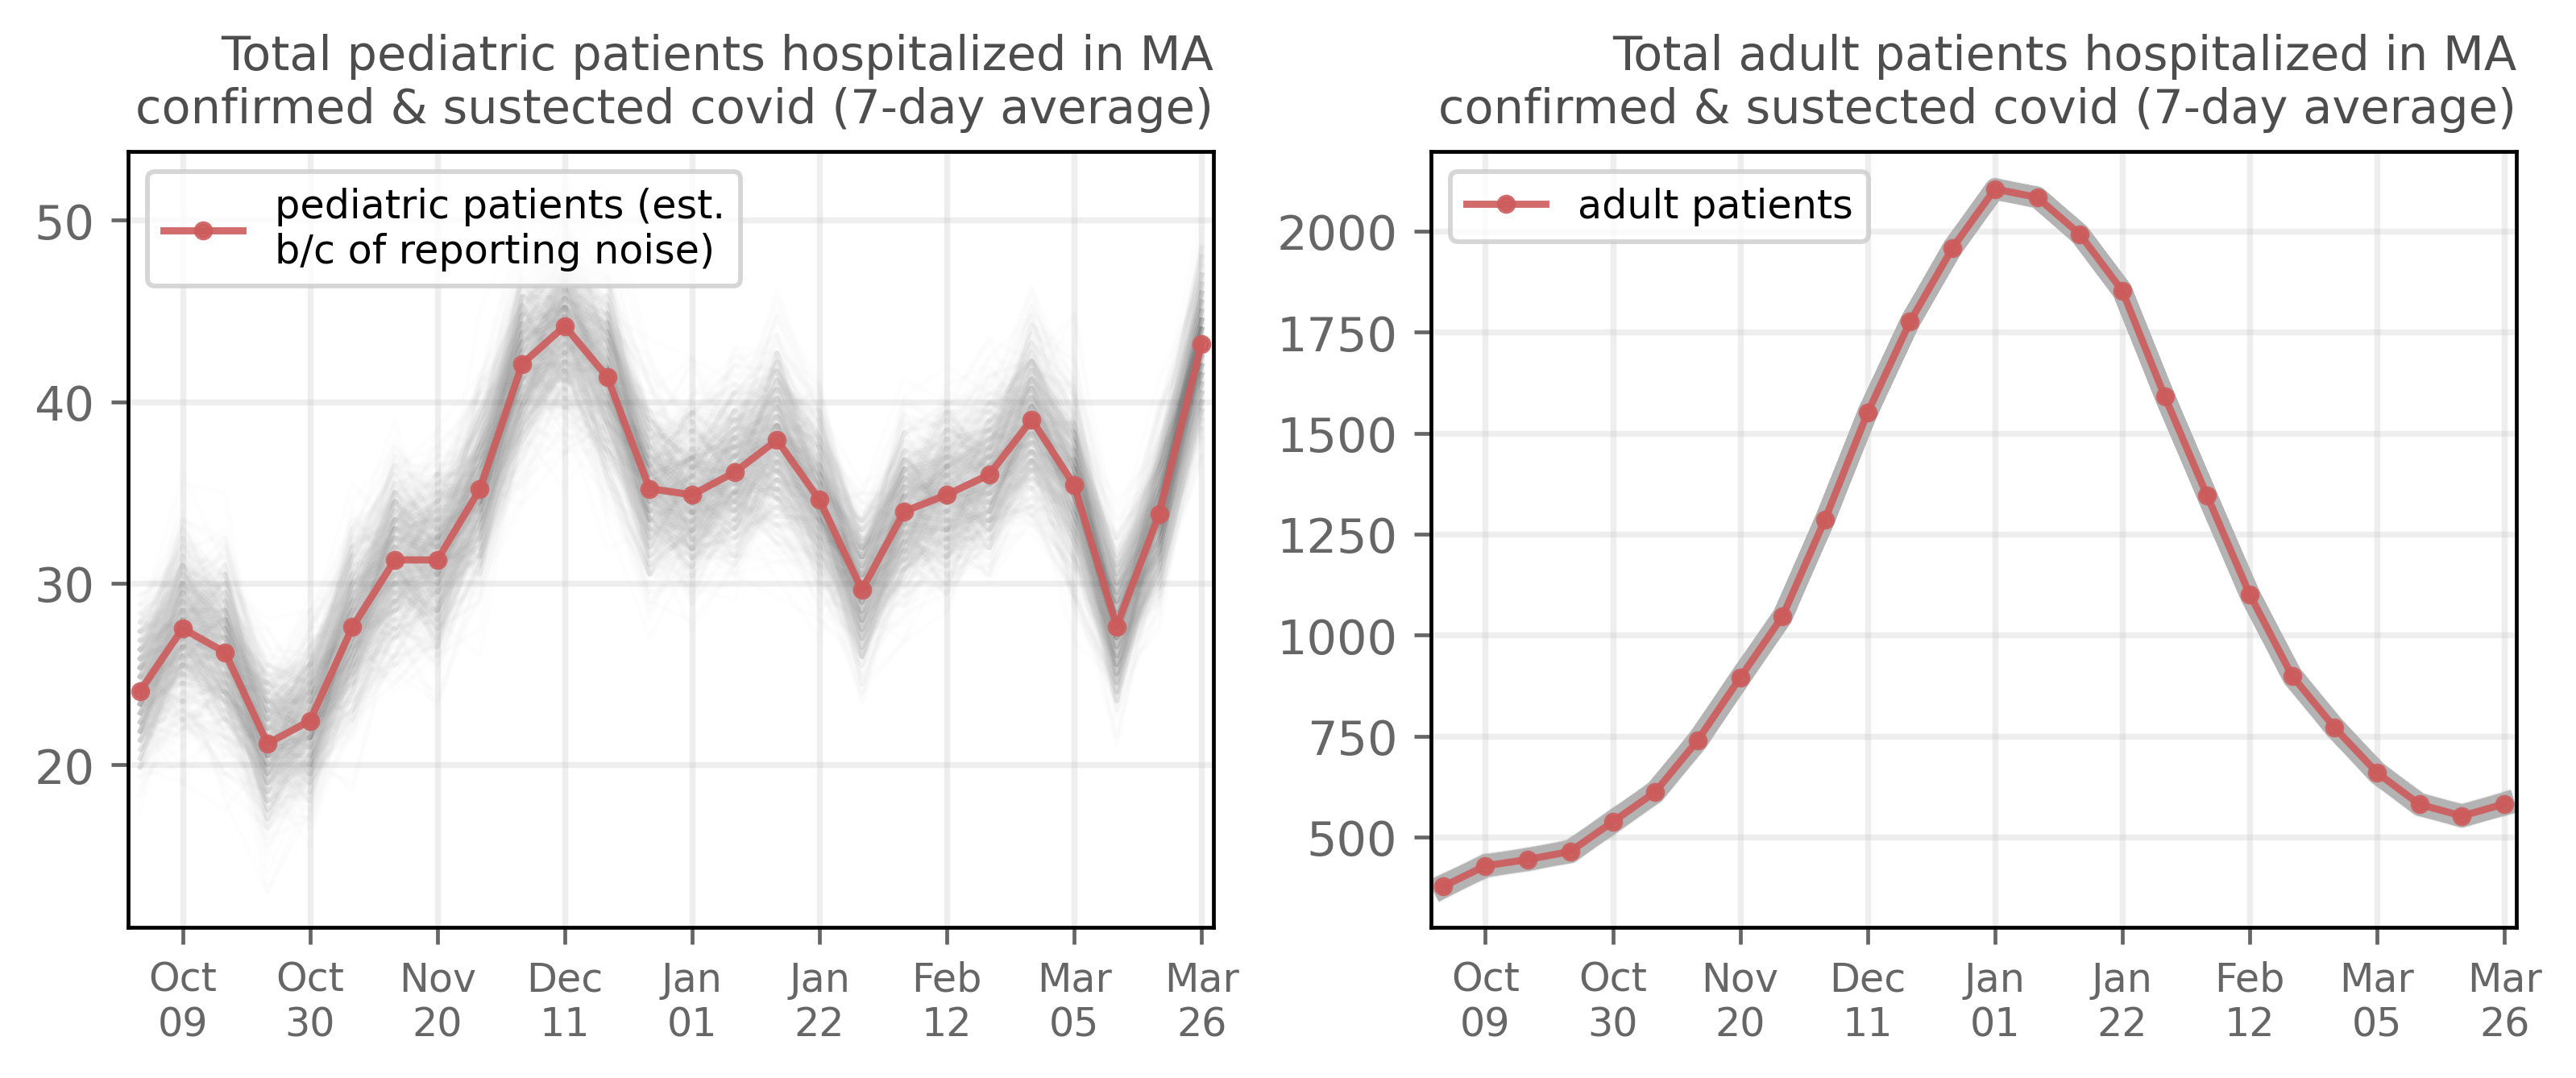 Total pediatric patients hospitalized in MA
confirmed & sustected covid (7-day average)
pediatric patients (est.
b/c of reporting noise)
50
40
30
20
Oct
09
Oct
30
Nov
20
Dec
11
Jan
01
Jan
22
Feb
12
Mar
05
Mar
26
Total adult patients hospitalized in MA
confirmed & sustected covid (7-day average)
adult patients
2000
1750
1500
1250
1000
750
500
Oct
09
Oct
30
Nov
20
Dec
11
Jan
01
Jan
22
Feb
12
Mar
05
Mar
26